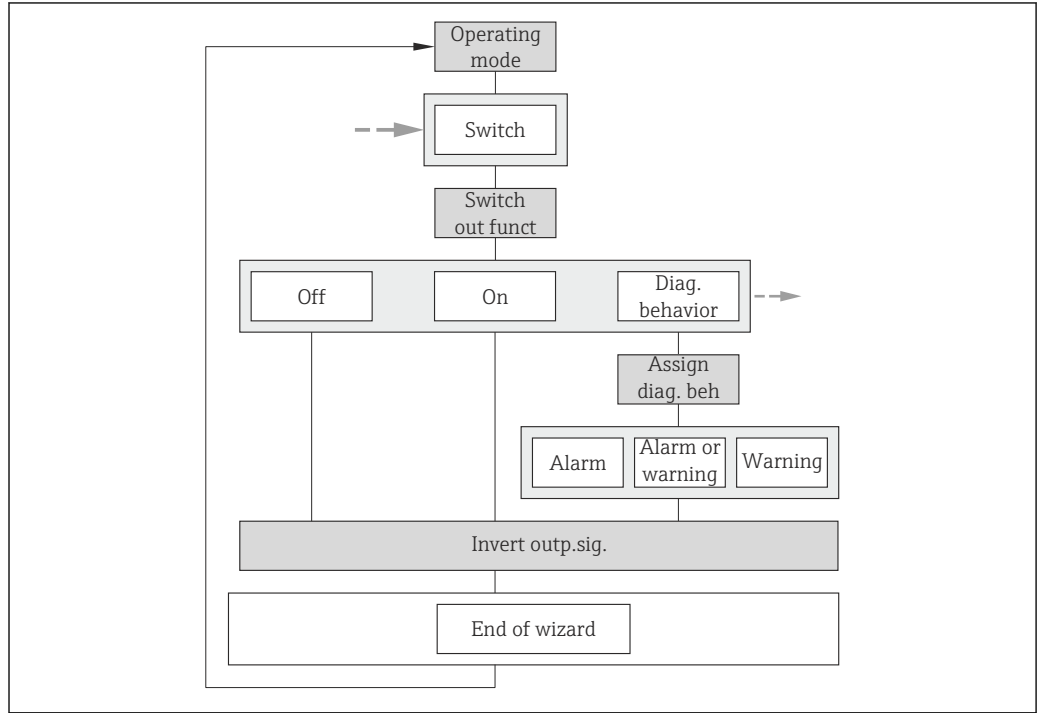 Operating
mode
Switch
Switch
out funct
Off
On
Diag.
behavior
Assign
diag. beh
Alarm
Alarm or
warning
Warning
Invert outp.sig.
End of wizard